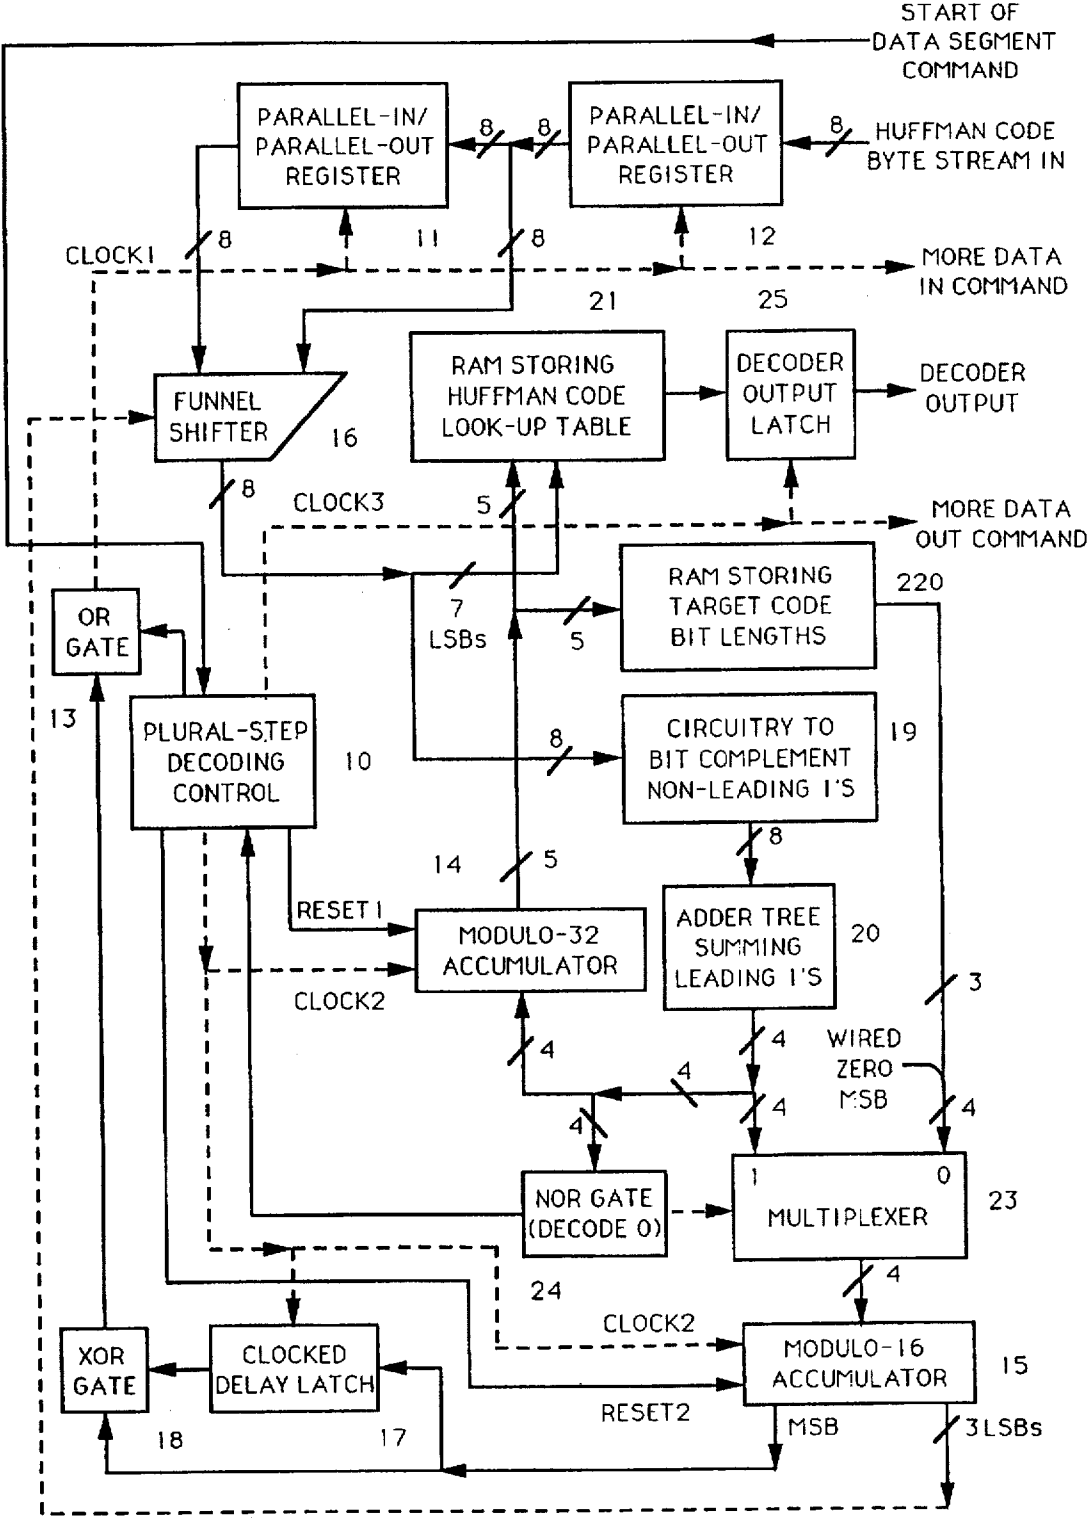 START OF
DATA SEGMENT
COMMAND
PARALLEL-IN/
PARALLEL-OUT
REGISTER
8
8
PARALLEL-IN/
PARALLEL-OUT
REGISTER
8
HUFFMAN CODE
BYTE STREAM IN
8
11
8
12
CLOCK1
MORE DATA
IN COMMAND
21
25
RAM STORING
HUFFMAN CODE
LOOK-UP TABLE
DECODER
OUTPUT
LATCH
DECODER
OUTPUT
FUNNEL
SHIFTER
16
8
CLOCK3
5
MORE DATA
OUT COMMAND
7
LSBs
5
RAM STORING
TARGET CODE
BIT LENGTHS
220
OR
GATE
13
PLURAL-STEP
DECODING
CONTROL
10
8
CIRCUITRY TO
BIT COMPLEMENT
NON-LEADING 1'S
19
8
14
5
RESET1
MODULO-32
ACCUMULATOR
ADDER TREE
SUMMING
LEADING 1'S
20
CLOCK2
3
4
4
WIRED
ZERO
MSB
4
4
4
4
NOR GATE
(DECODE 0)
1
0
MULTIPLEXER
23
24
4
CLOCK2
XOR
GATE
CLOCKED
DELAY LATCH
MODULO-16
ACCUMULATOR
15
RESET2
18
17
MSB
3LSBs